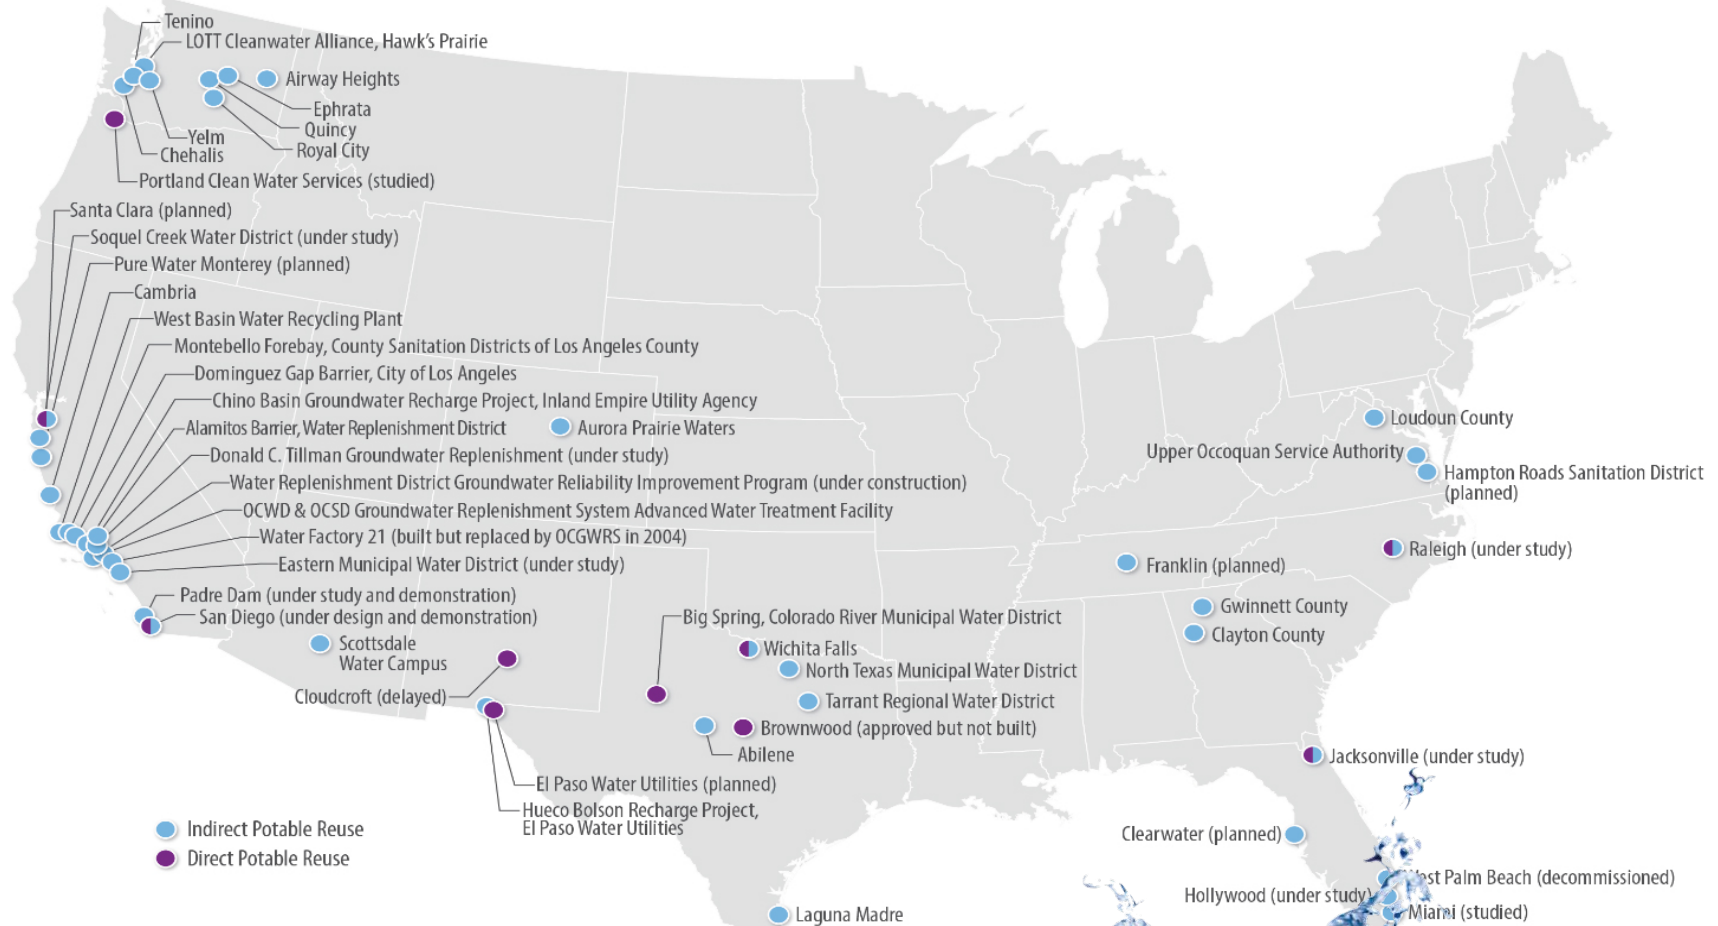 Tenino
LOTT Cleanwater Alliance, Hawk's Prairie
Airway Heights
Ephrata
Quincy
Royal City
Yelm
Chehalis
Portland Clean Water Services (studied)
Santa Clara (planned)
Soquel Creek Water District (under study)
Pure Water Monterey (planned)
Cambria
West Basin Water Recycling Plant
Montebello Forebay, County Sanitation Districts of Los Angeles County
Dominguez Gap Barrier, City of Los Angeles
Chino Basin Groundwater Recharge Project, Inland Empire Utility Agency
Alamitos Barrier, Water Replenishment District
Aurora Prairie Waters
Donald C. Tillman Groundwater Replenishment (under study)
Water Replenishment District Groundwater Reliability Improvement Program (under construction)
OCWD & OCSD Groundwater Replenishment System Advanced Water Treatment Facility
Water Factory 21 (built but replaced by OCGWRS in 2004)
Eastern Municipal Water District (under study)
Padre Dam (under study and demonstration)
San Diego (under design and demonstration)
Scottsdale
Water Campus
Cloudcroft (delayed)
Big Spring, Colorado River Municipal Water District
Wichita Falls
North Texas Municipal Water District
Tarrant Regional Water District
Brownwood (approved but not built)
Abilene
El Paso Water Utilities (planned)
Hueco Bolson Recharge Project,
El Paso Water Utilities
Laguna Madre
Loudoun County
Upper Occoquan Service Authority
Hampton Roads Sanitation District
(planned)
Raleigh (under study)
Franklin (planned)
Gwinnett County
Clayton County
Jacksonville (under study)
Clearwater (planned)
West Palm Beach (decommissioned)
Hollywood (under study)
Miami (studied)
Indirect Potable Reuse
Direct Potable Reuse